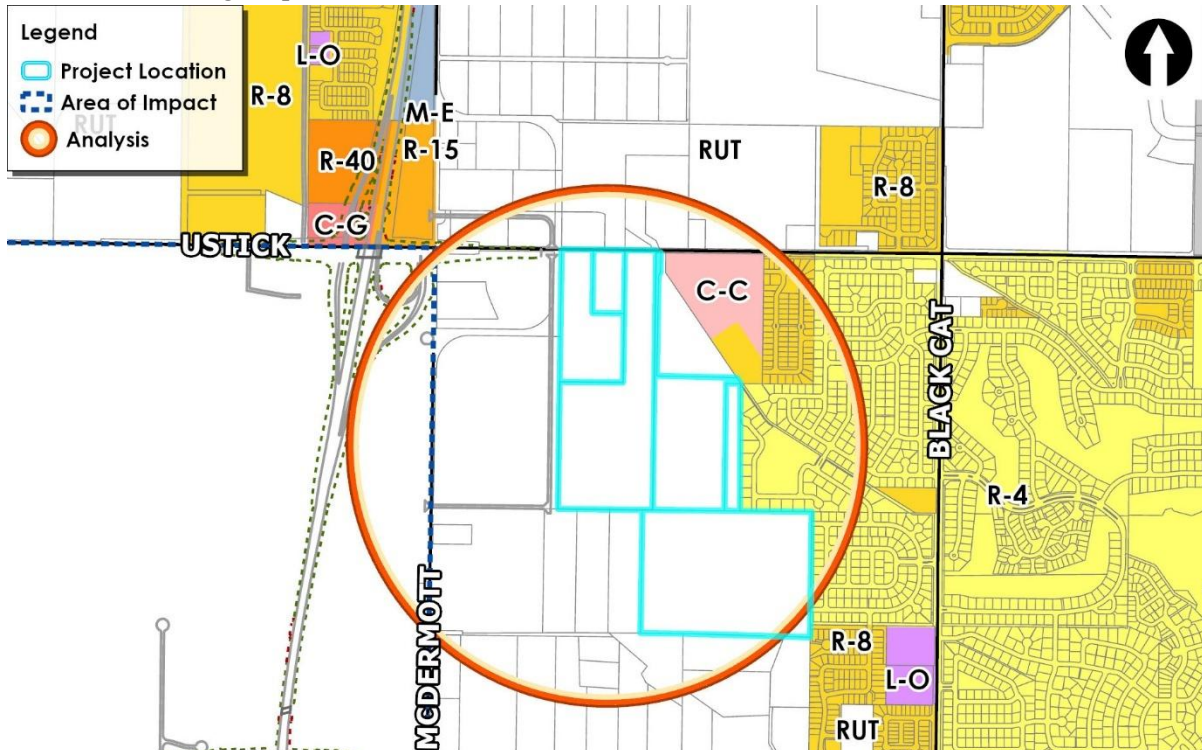 Legend
Project Location
Area of Impact
Analysis
RUT
R-8
L-O
M-E
R-40
R-15
RUT
R-8
C-G
USTICK
C-C
BLACK CAT
R-4
MCDERMOTT
R-8
L-O
RUT